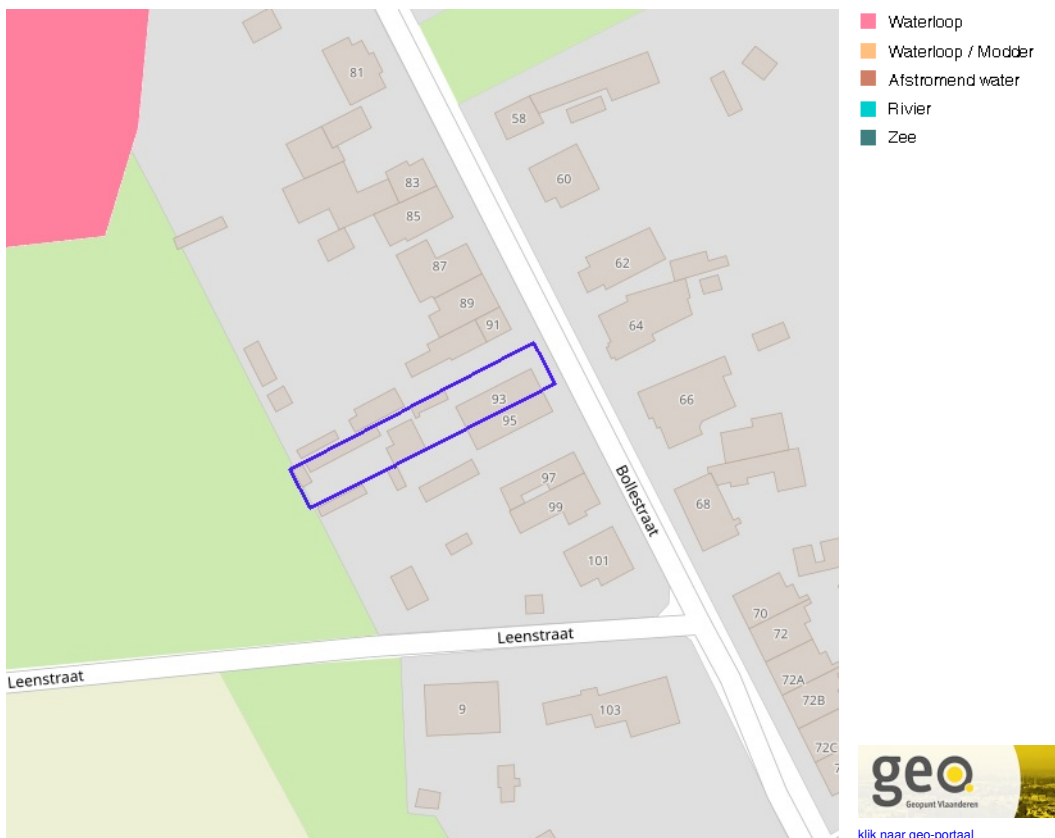 81
58
83
60
85
87
62
89
91
64
93
66
95
97
99
68
101
70
72
72A
72B
72C
7
9
103
Bollestraat
Leenstraat
Leenstraat
Waterloop
Waterloop / Modder
Afstromend water
Rivier
Zee
geo.
Geopunt Vlaanderen
klik naar geo-portaal